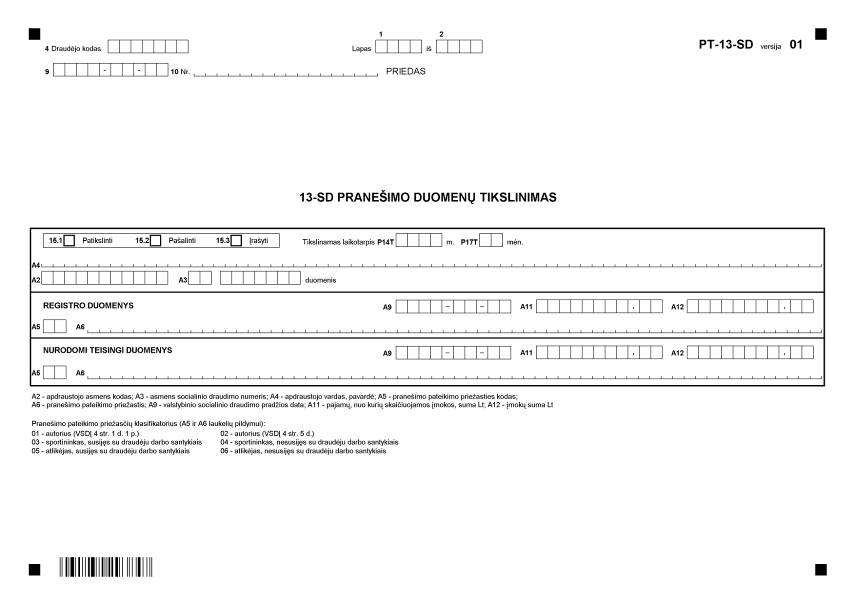 1 2
4 Draudėjo kodas Lapas iš PT-13-SD versija 01
9 - - 10 Nr. PRIEDAS
13-SD PRANEŠIMO DUOMENŲ TIKSLINIMAS
15.1 Patikslinti 15.2 Pašalinti 15.3 Įrašyti Tikslinamas laikotarpis P14T m. P17T mėn.
A4
A2 A3 duomenis
REGISTRO DUOMENYS A9 – – A11 , A12 ,
A5 A6
NURODOMI TEISINGI DUOMENYS A9 – – A11 , A12 ,
A5 A6
A2 - apdraustojo asmens kodas; A3 - asmens socialinio draudimo numeris; A4 - apdraustojo vardas, pavardė; A5 - pranešimo pateikimo priežasties kodas;
A6 - pranešimo pateikimo priežastis; A9 - valstybinio socialinio draudimo pradžios data; A11 - pajamų, nuo kurių skaičiuojamos įmokos, suma Lt; A12 - įmokų suma Lt
Pranešimo pateikimo priežasčių klasifikatorius (A5 ir A6 laukelių pildymui):
01 - autorius (VSDĮ 4 str. 1 d. 1 p.) 02 - autorius (VSDĮ 4 str. 5 d.)
03 - sportininkas, susijęs su draudėju darbo santykiais 04 - sportininkas, nesusijęs su draudėju darbo santykiais
05 - atlikėjas, susijęs su draudėju darbo santykiais 06 - atlikėjas, nesusijęs su draudėju darbo santykiais